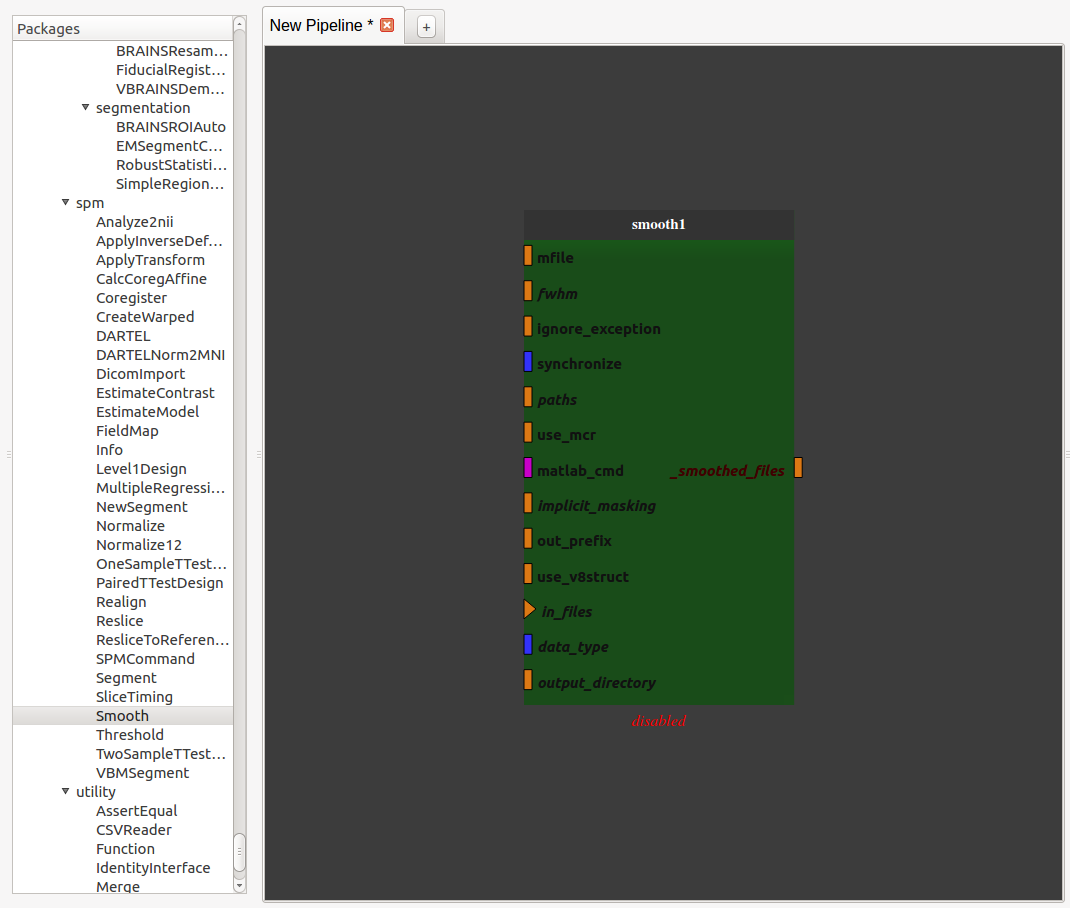 Packages
BRAINSResam...
FiducialRegist...
VBRAINSDem...
segmentation
BRAINSROIAuto
EMSegmentC...
RobustStatisti...
SimpleRegion...
spm
Analyze2nii
ApplyInverseDef...
ApplyTransform
CalcCoregAffine
Coregister
CreateWarped
DARTEL
DARTELNorm2MNI
DicomImport
EstimateContrast
EstimateModel
FieldMap
Info
Level1Design
MultipleRegressi...
NewSegment
Normalize
Normalize12
OneSampleTTest...
PairedTTestDesign
Realign
Reslice
ResliceToReferen...
SPMCommand
Segment
SliceTiming
Smooth
Threshold
TwoSampleTTest...
VBMSegment
utility
AssertEqual
CSVReader
Function
IdentityInterface
Merge
New Pipeline *
+
smooth1
mfile
fwhm
ignore_exception
synchronize
paths
use_mcr
matlab_cmd _smoothed_files
implicit_masking
out_prefix
use_v8struct
in_files
data_type
output_directory
disabled